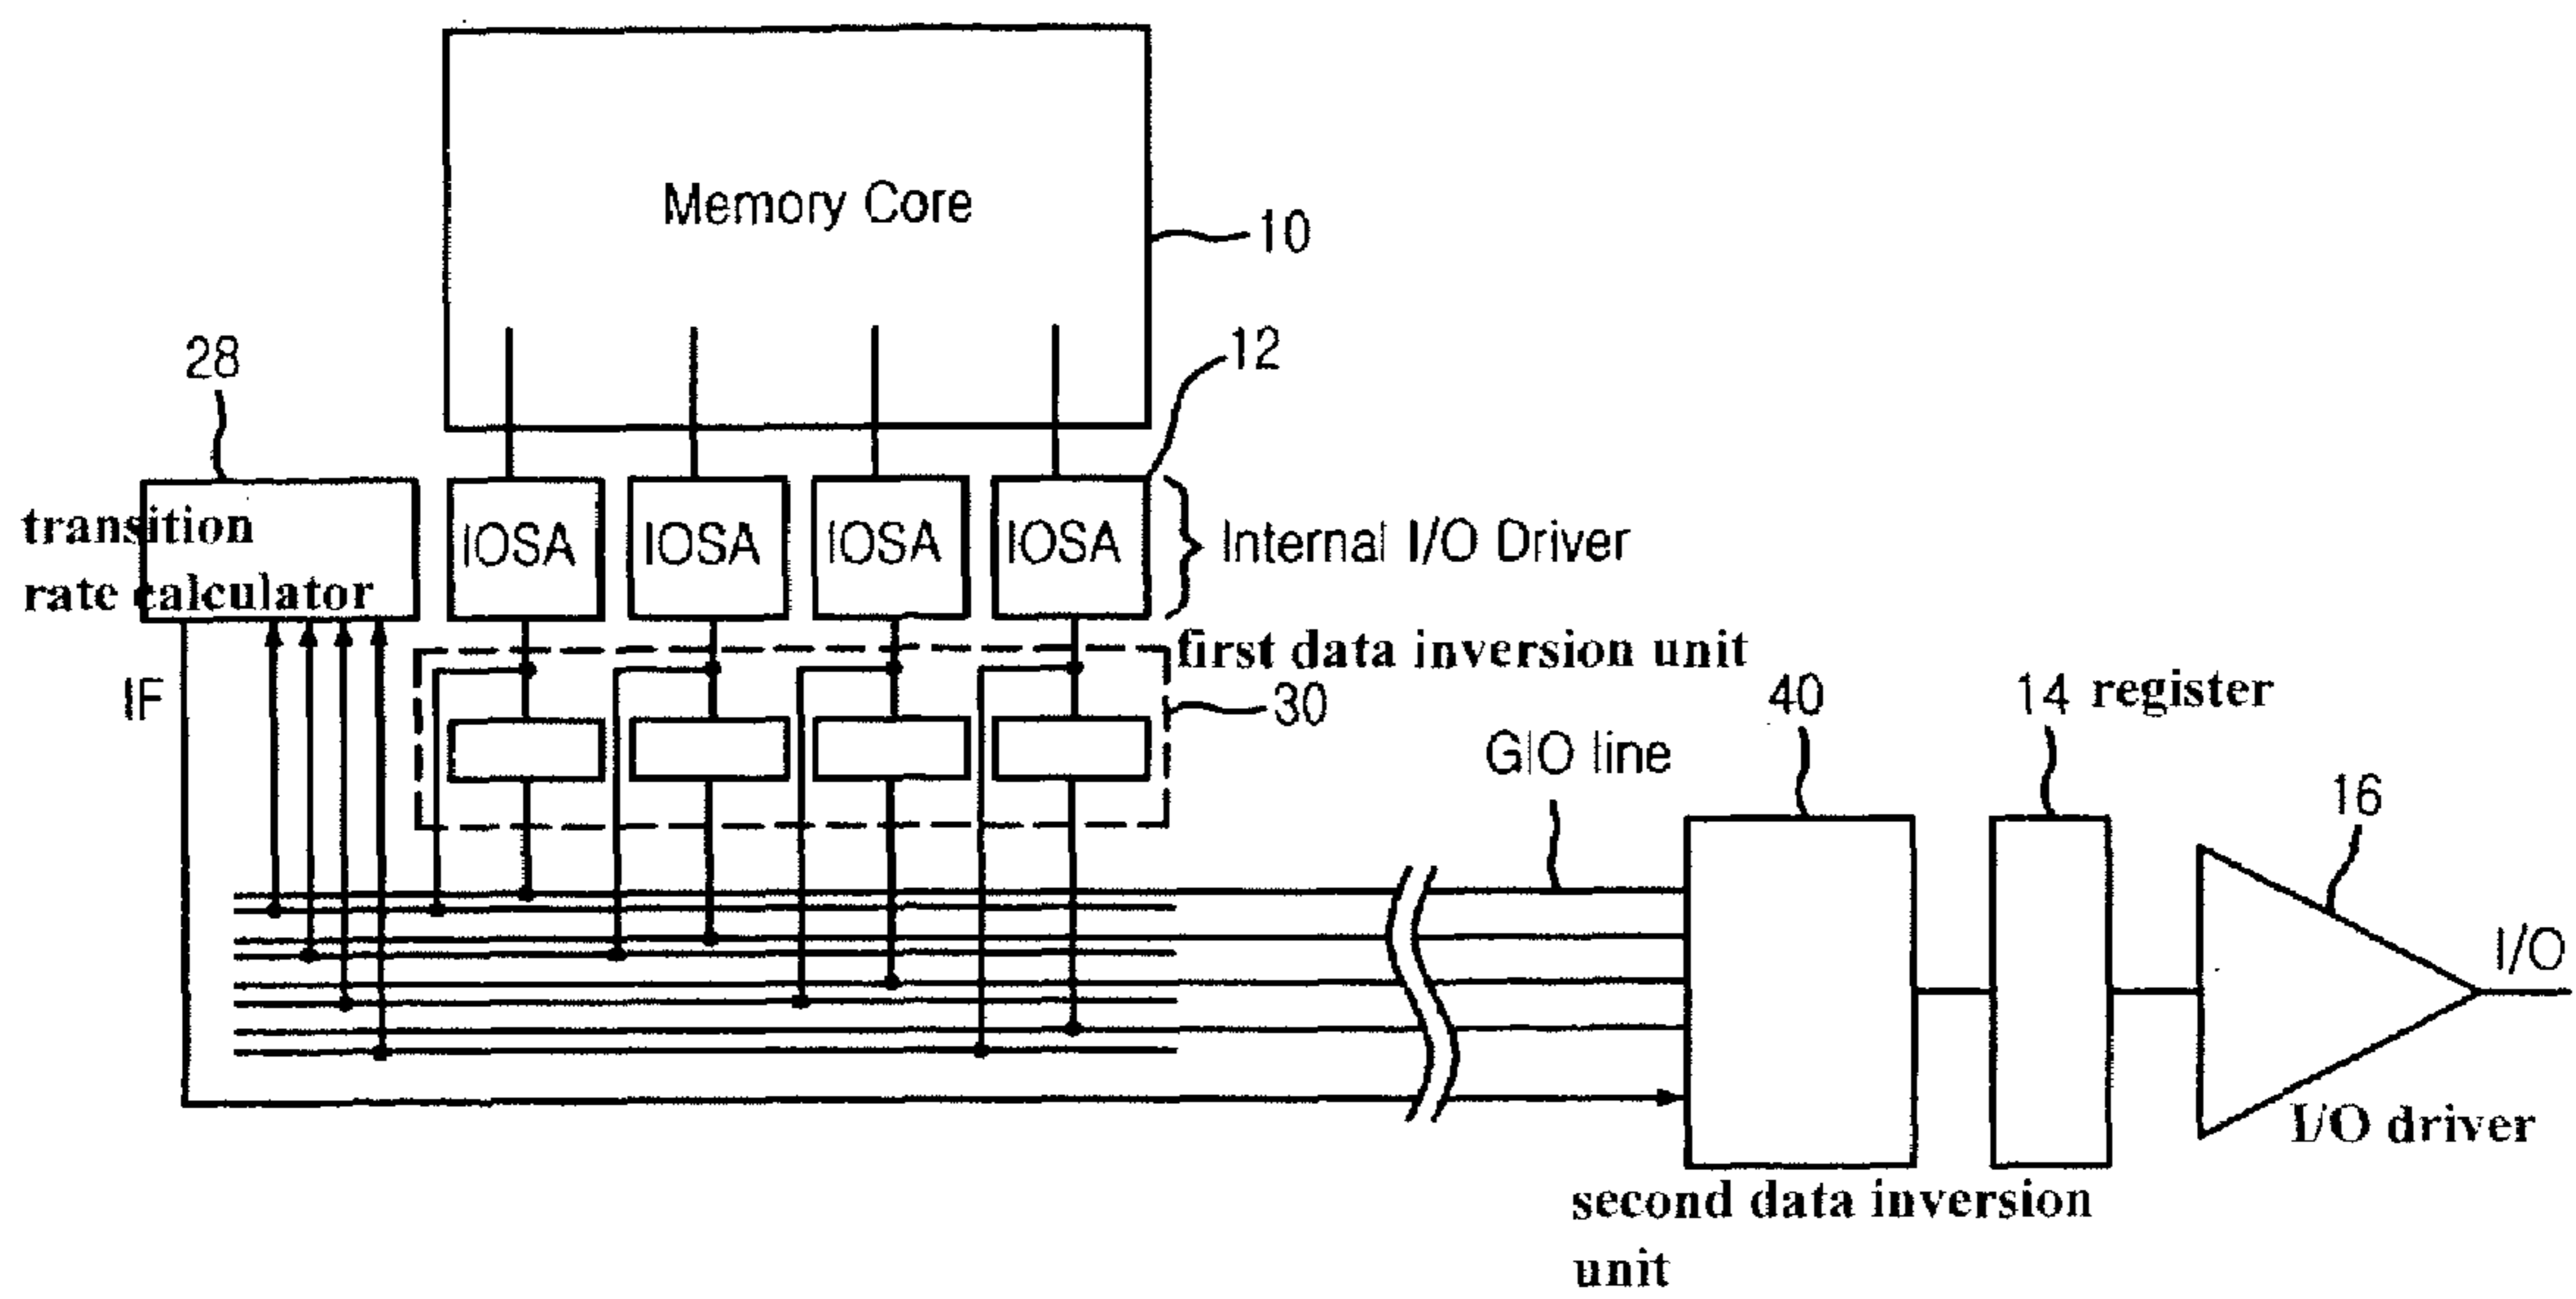 Memory Core
10
28
12
transition
rate calculator
IOSA
IOSA
IOSA
IOSA
Internal I/O Driver
first data inversion unit
IF
30
40
14 register
GIO line
16
I/O
I/O driver
second data inversion
unit